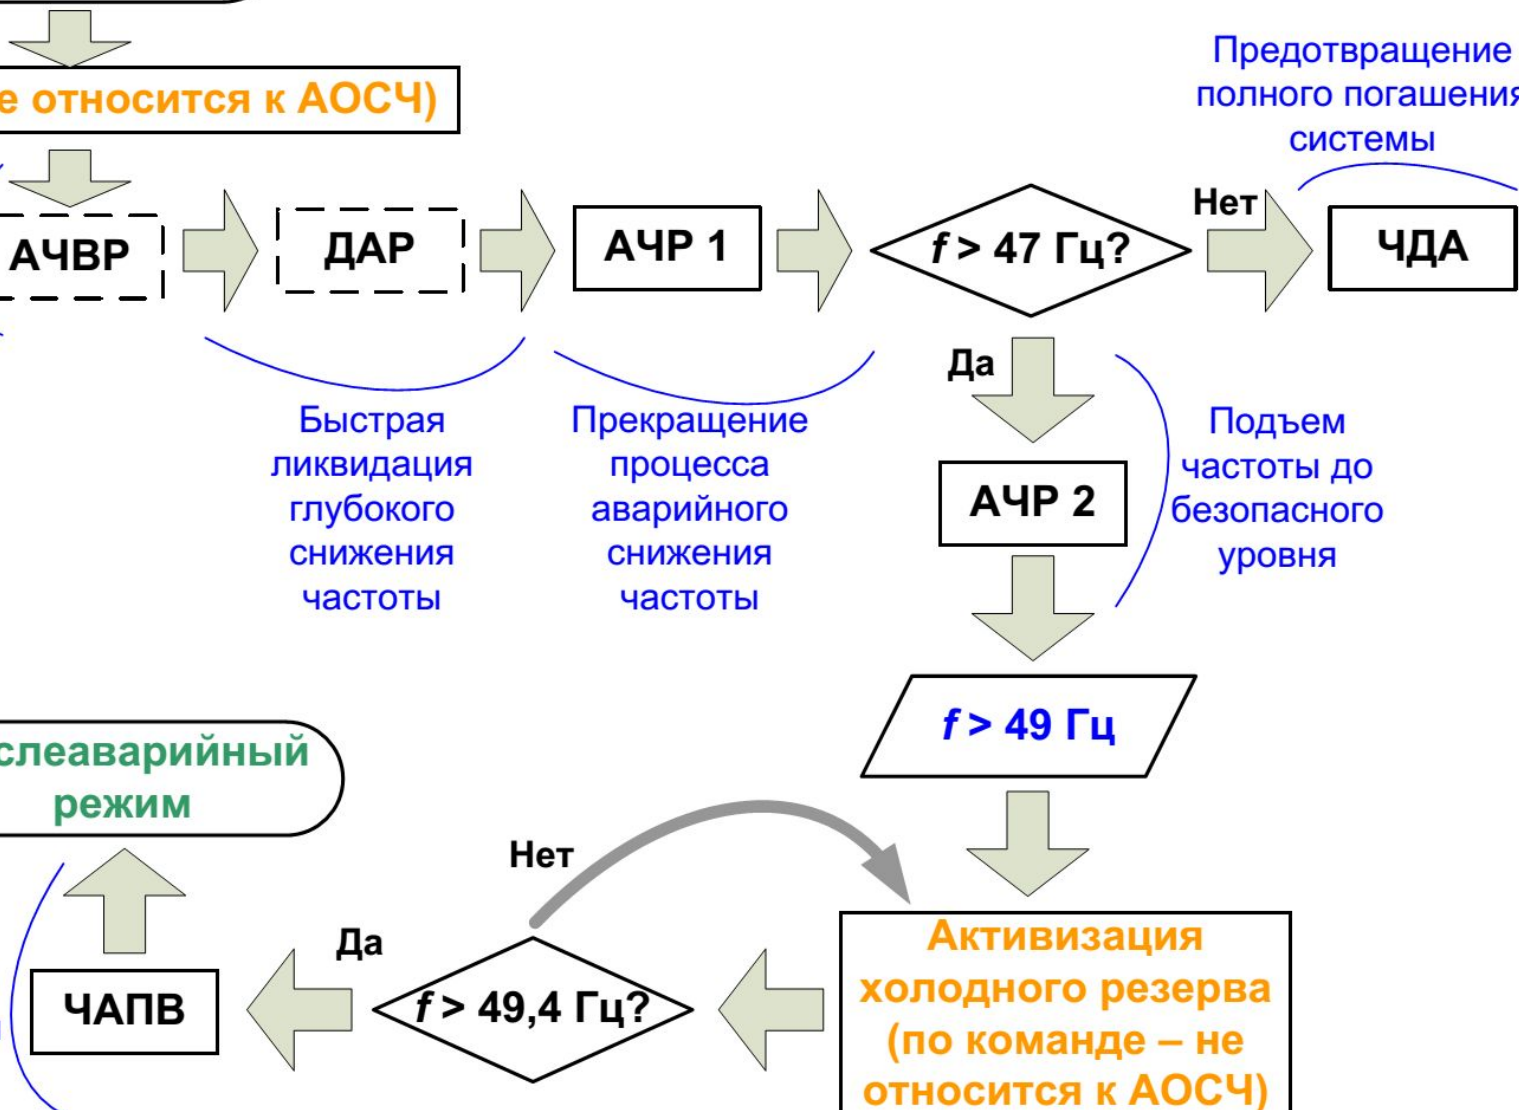 е относится к АОСЧ)
Предотвращение
полного погашения
системы
АЧВР
ДАР
АЧР 1
f > 47 Гц?
Нет
ЧДА
Да
Быстрая
ликвидация
глубокого
снижения
частоты
Прекращение
процесса
аварийного
снижения
частоты
АЧР 2
Подъем
частоты до
безопасного
уровня
f > 49 Гц
слеаварийный
режим
Нет
Да
ЧАПВ
f > 49,4 Гц?
Активизация
холодного резерва
(по команде – не
относится к АОСЧ)